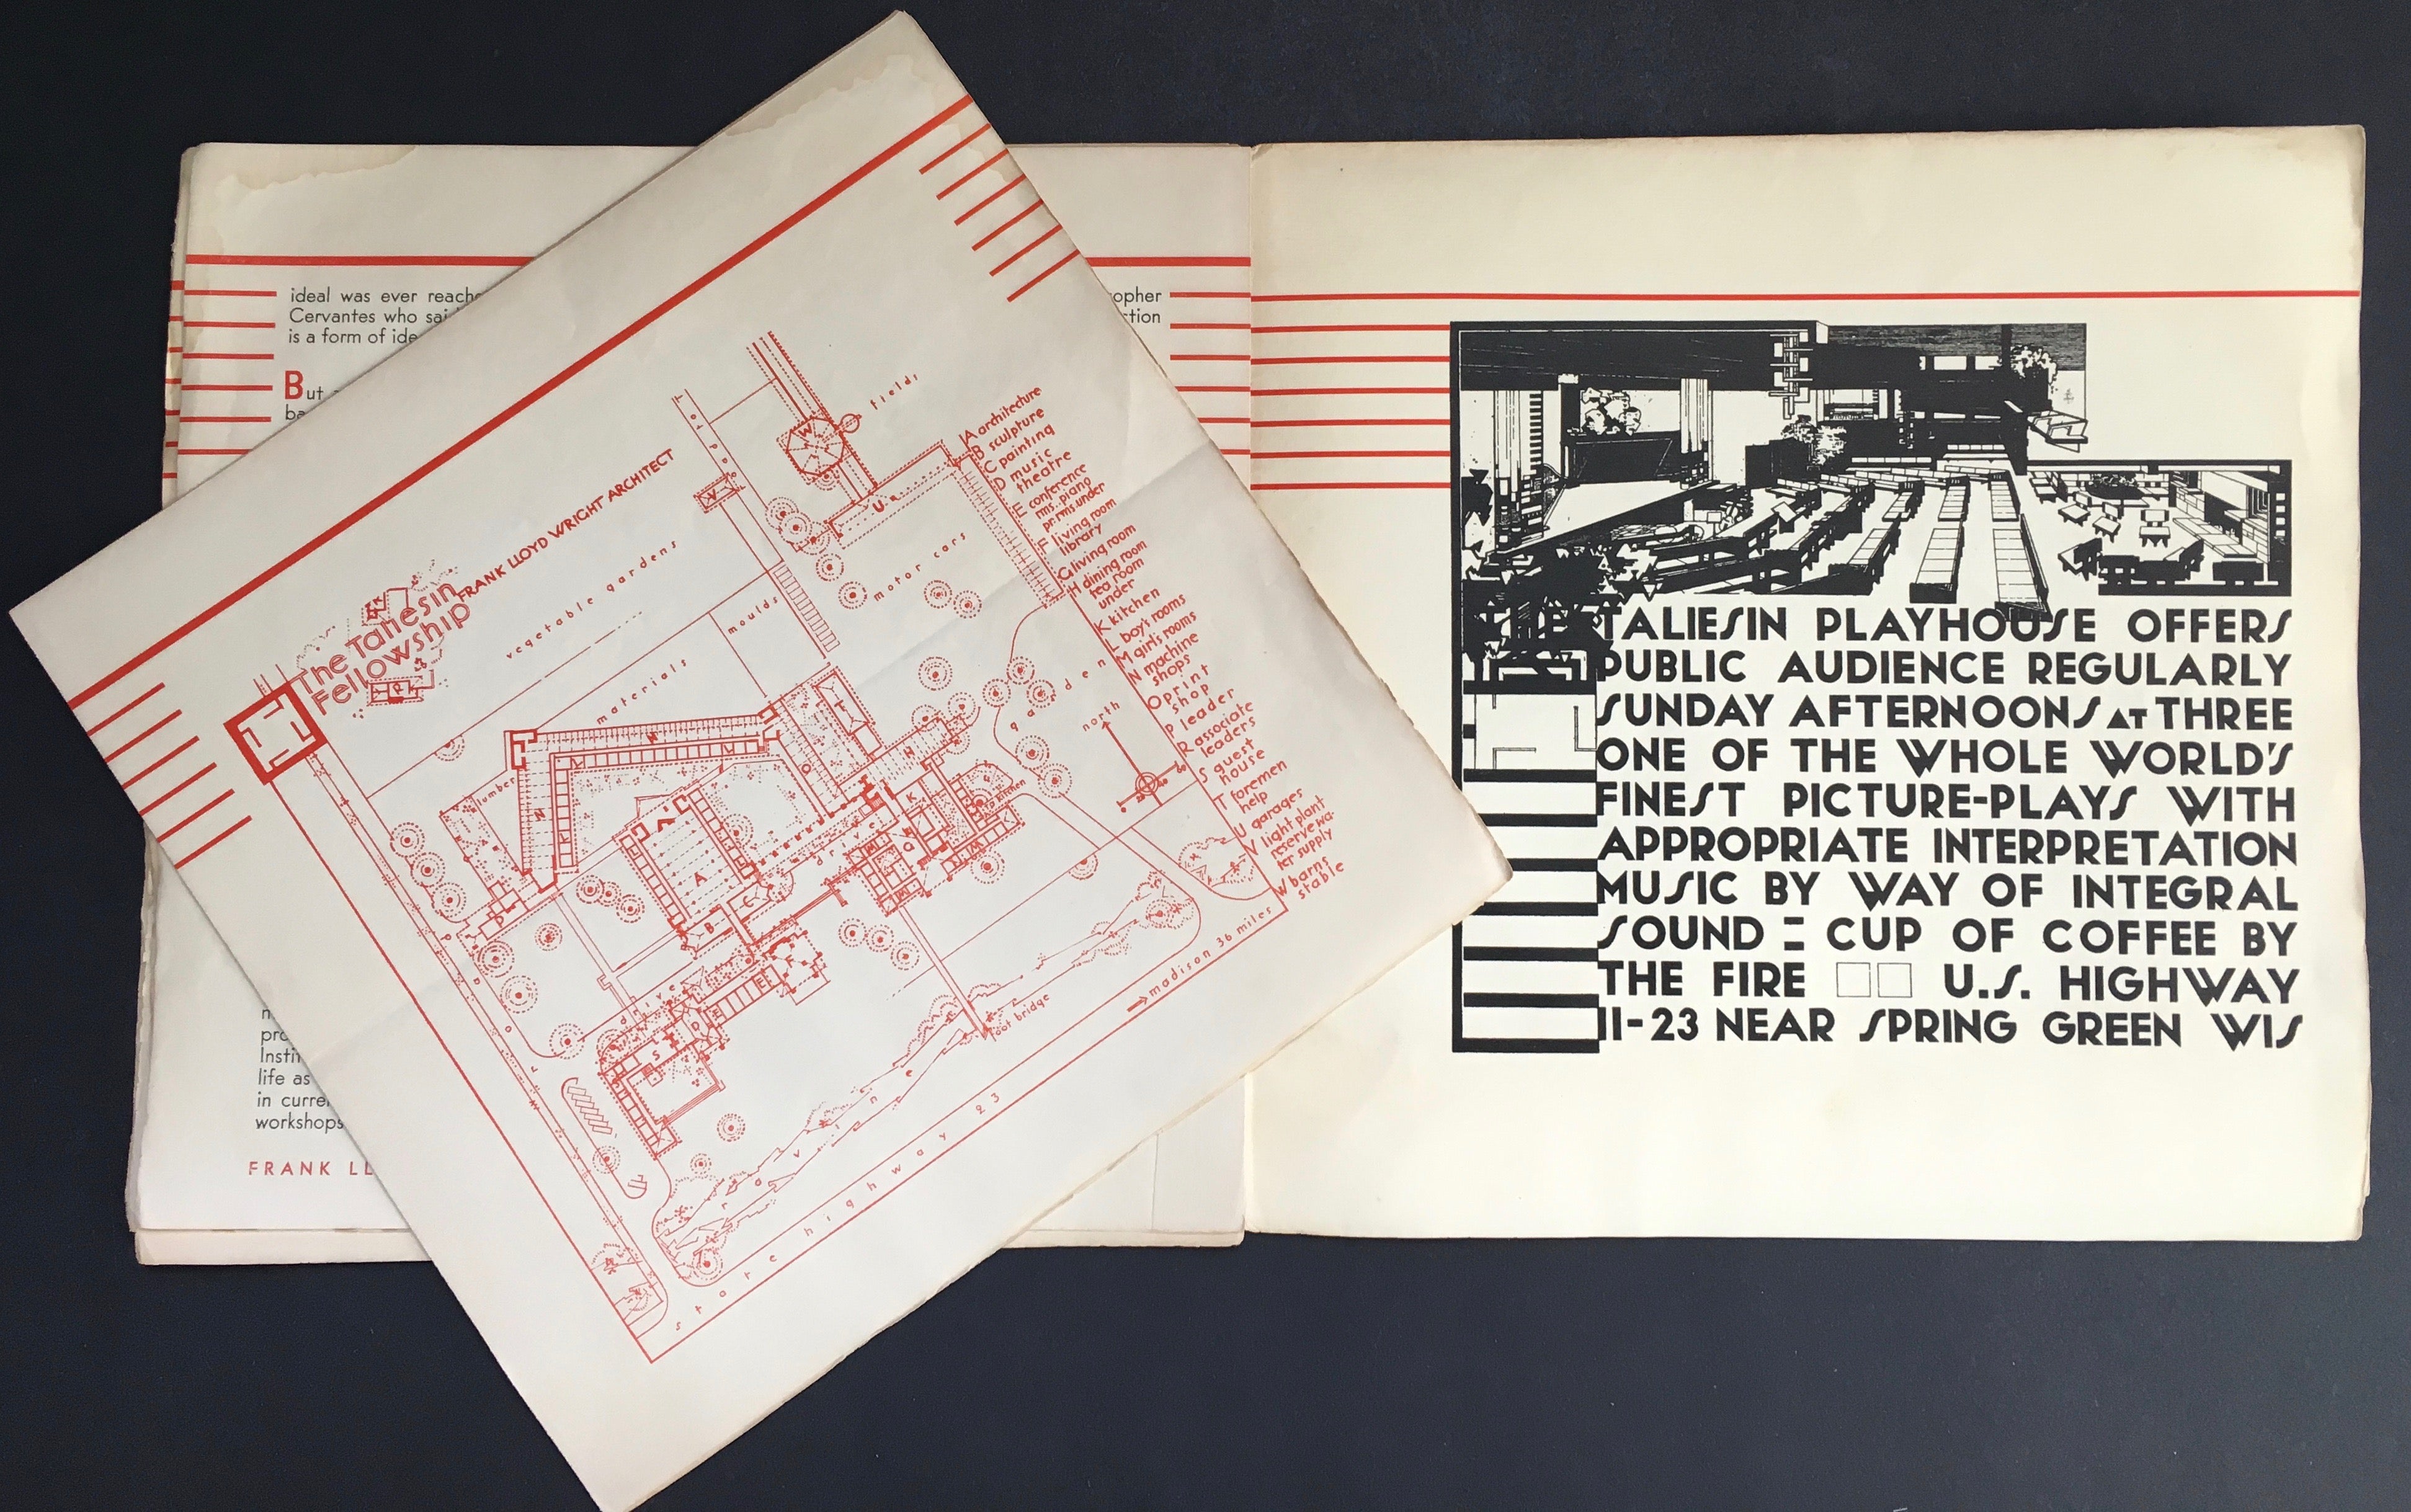 ideal was ever
Cervantes who
is a form of
But
opher
ction
Insti
life as
in
workshops
FRANK
The Taliesin
Fellowship
FRANK LLOYD WRIGHT ARCHITECT
fields
vegetable gardens
motor cars
moulds
materials
lumber
garden
north
kitchen
drive
drive
foot bridge
madison 36 miles
ravine
state highway 23
A architecture
B sculpture
C painting
D music
theatre
E conference
rms. piano
pr rms under
F living room
library
G living room
H dining room
tea room
under
K kitchen
L boy's rooms
M girl's rooms
N machine
shops
O print
shop
P leader
R associate
leaders
S guest
house
T foremen
help
U garages
V light plant
reserve wa-
ter supply
W barns
stable
TALIESIN PLAYHOUSE OFFERS
PUBLIC AUDIENCE REGULARLY
SUNDAY AFTERNOONS AT THREE
ONE OF THE WHOLE WORLD'S
FINEST PICTURE-PLAYS WITH
APPROPRIATE INTERPRETATION
MUSIC BY WAY OF INTEGRAL
SOUND = CUP OF COFFEE BY
THE FIRE □□ U.S. HIGHWAY
11-23 NEAR SPRING GREEN WIS